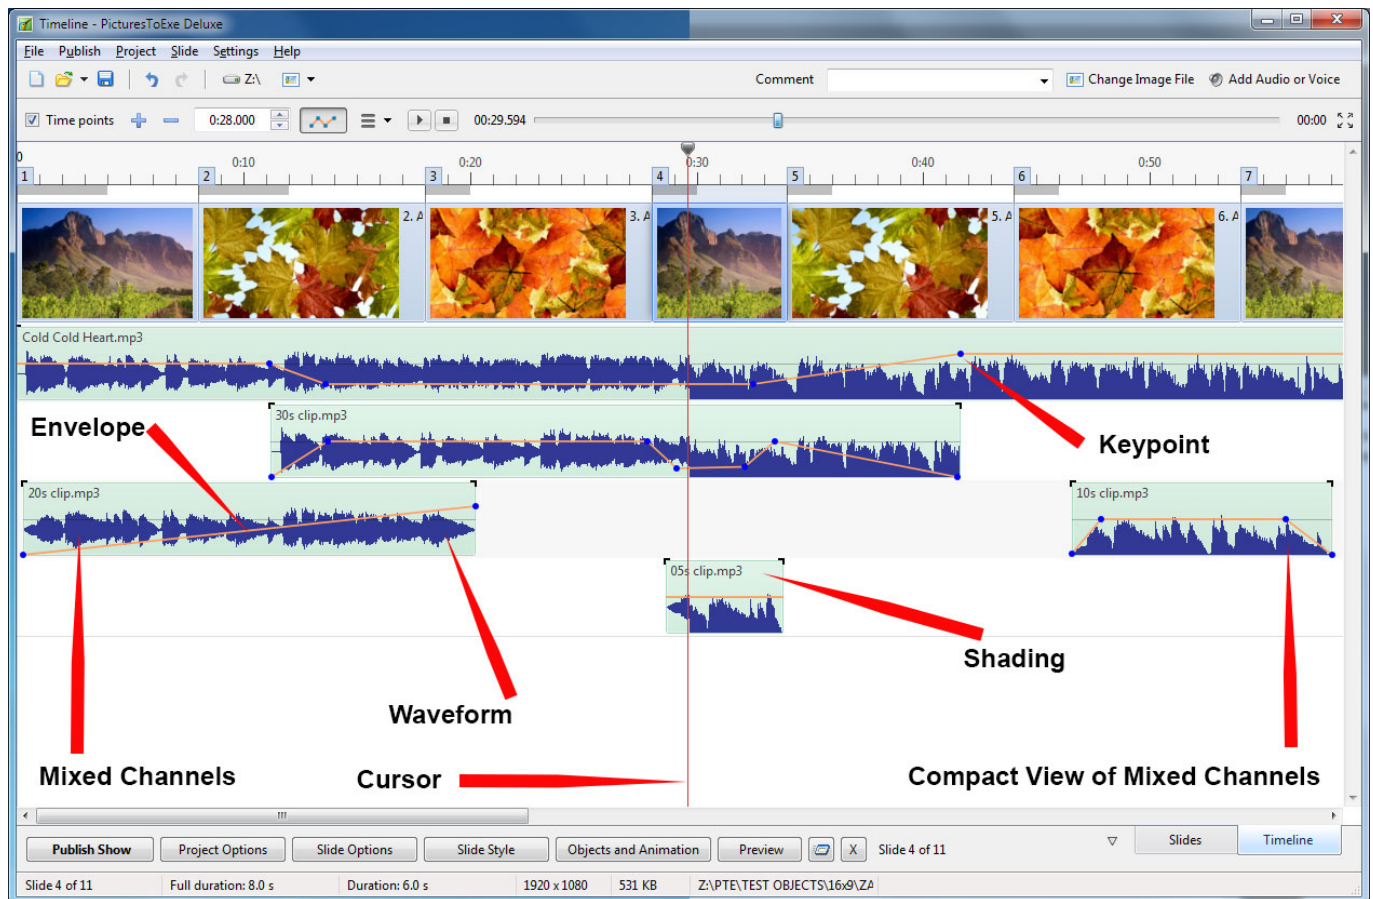 Timeline - PicturesToExe Deluxe
File Publish Project Slide Settings Help
Z:\ Comment Change Image File Add Audio or Voice
Time points 0:28.000 00:29.594 00:00
0 0:10 0:20 0:30 0:40 0:50
1 2 3 4 5 6 7
2. A 3. A 5. A 6. A
Cold Cold Heart.mp3
30s clip.mp3
Envelope
Keypoint
20s clip.mp3 10s clip.mp3
05s clip.mp3
Shading
Waveform
Mixed Channels
Cursor
Compact View of Mixed Channels
Publish Show Project Options Slide Options Slide Style Objects and Animation Preview X Slide 4 of 11 Slides Timeline
Slide 4 of 11 Full duration: 8.0 s Duration: 6.0 s 1920 x 1080 531 KB Z:\PTE\TEST OBJECTS\16x9\ZA